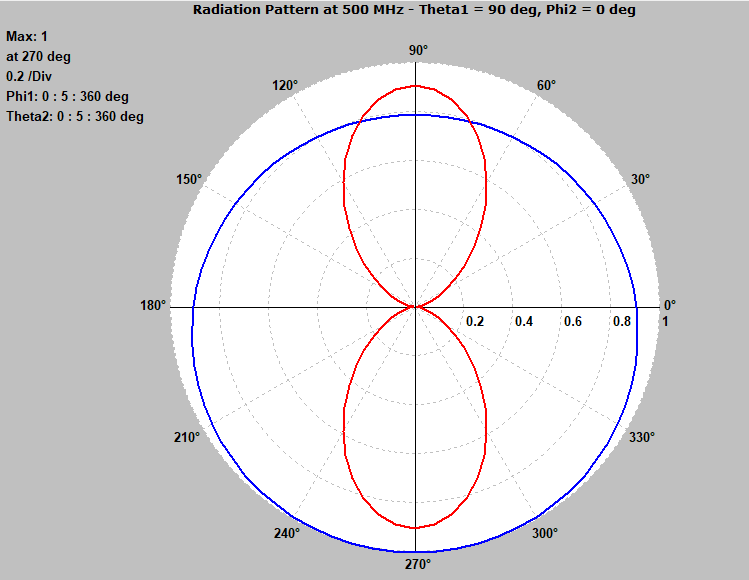 Radiation Pattern at 500 MHz - Theta1 = 90 deg, Phi2 = 0 deg
Max: 1
at 270 deg
0.2 /Div
Phi1: 0 : 5 : 360 deg
Theta2: 0 : 5 : 360 deg
90°
120°
60°
150°
30°
180°
0°
0.2
0.4
0.6
0.8
1
210°
330°
240°
300°
270°